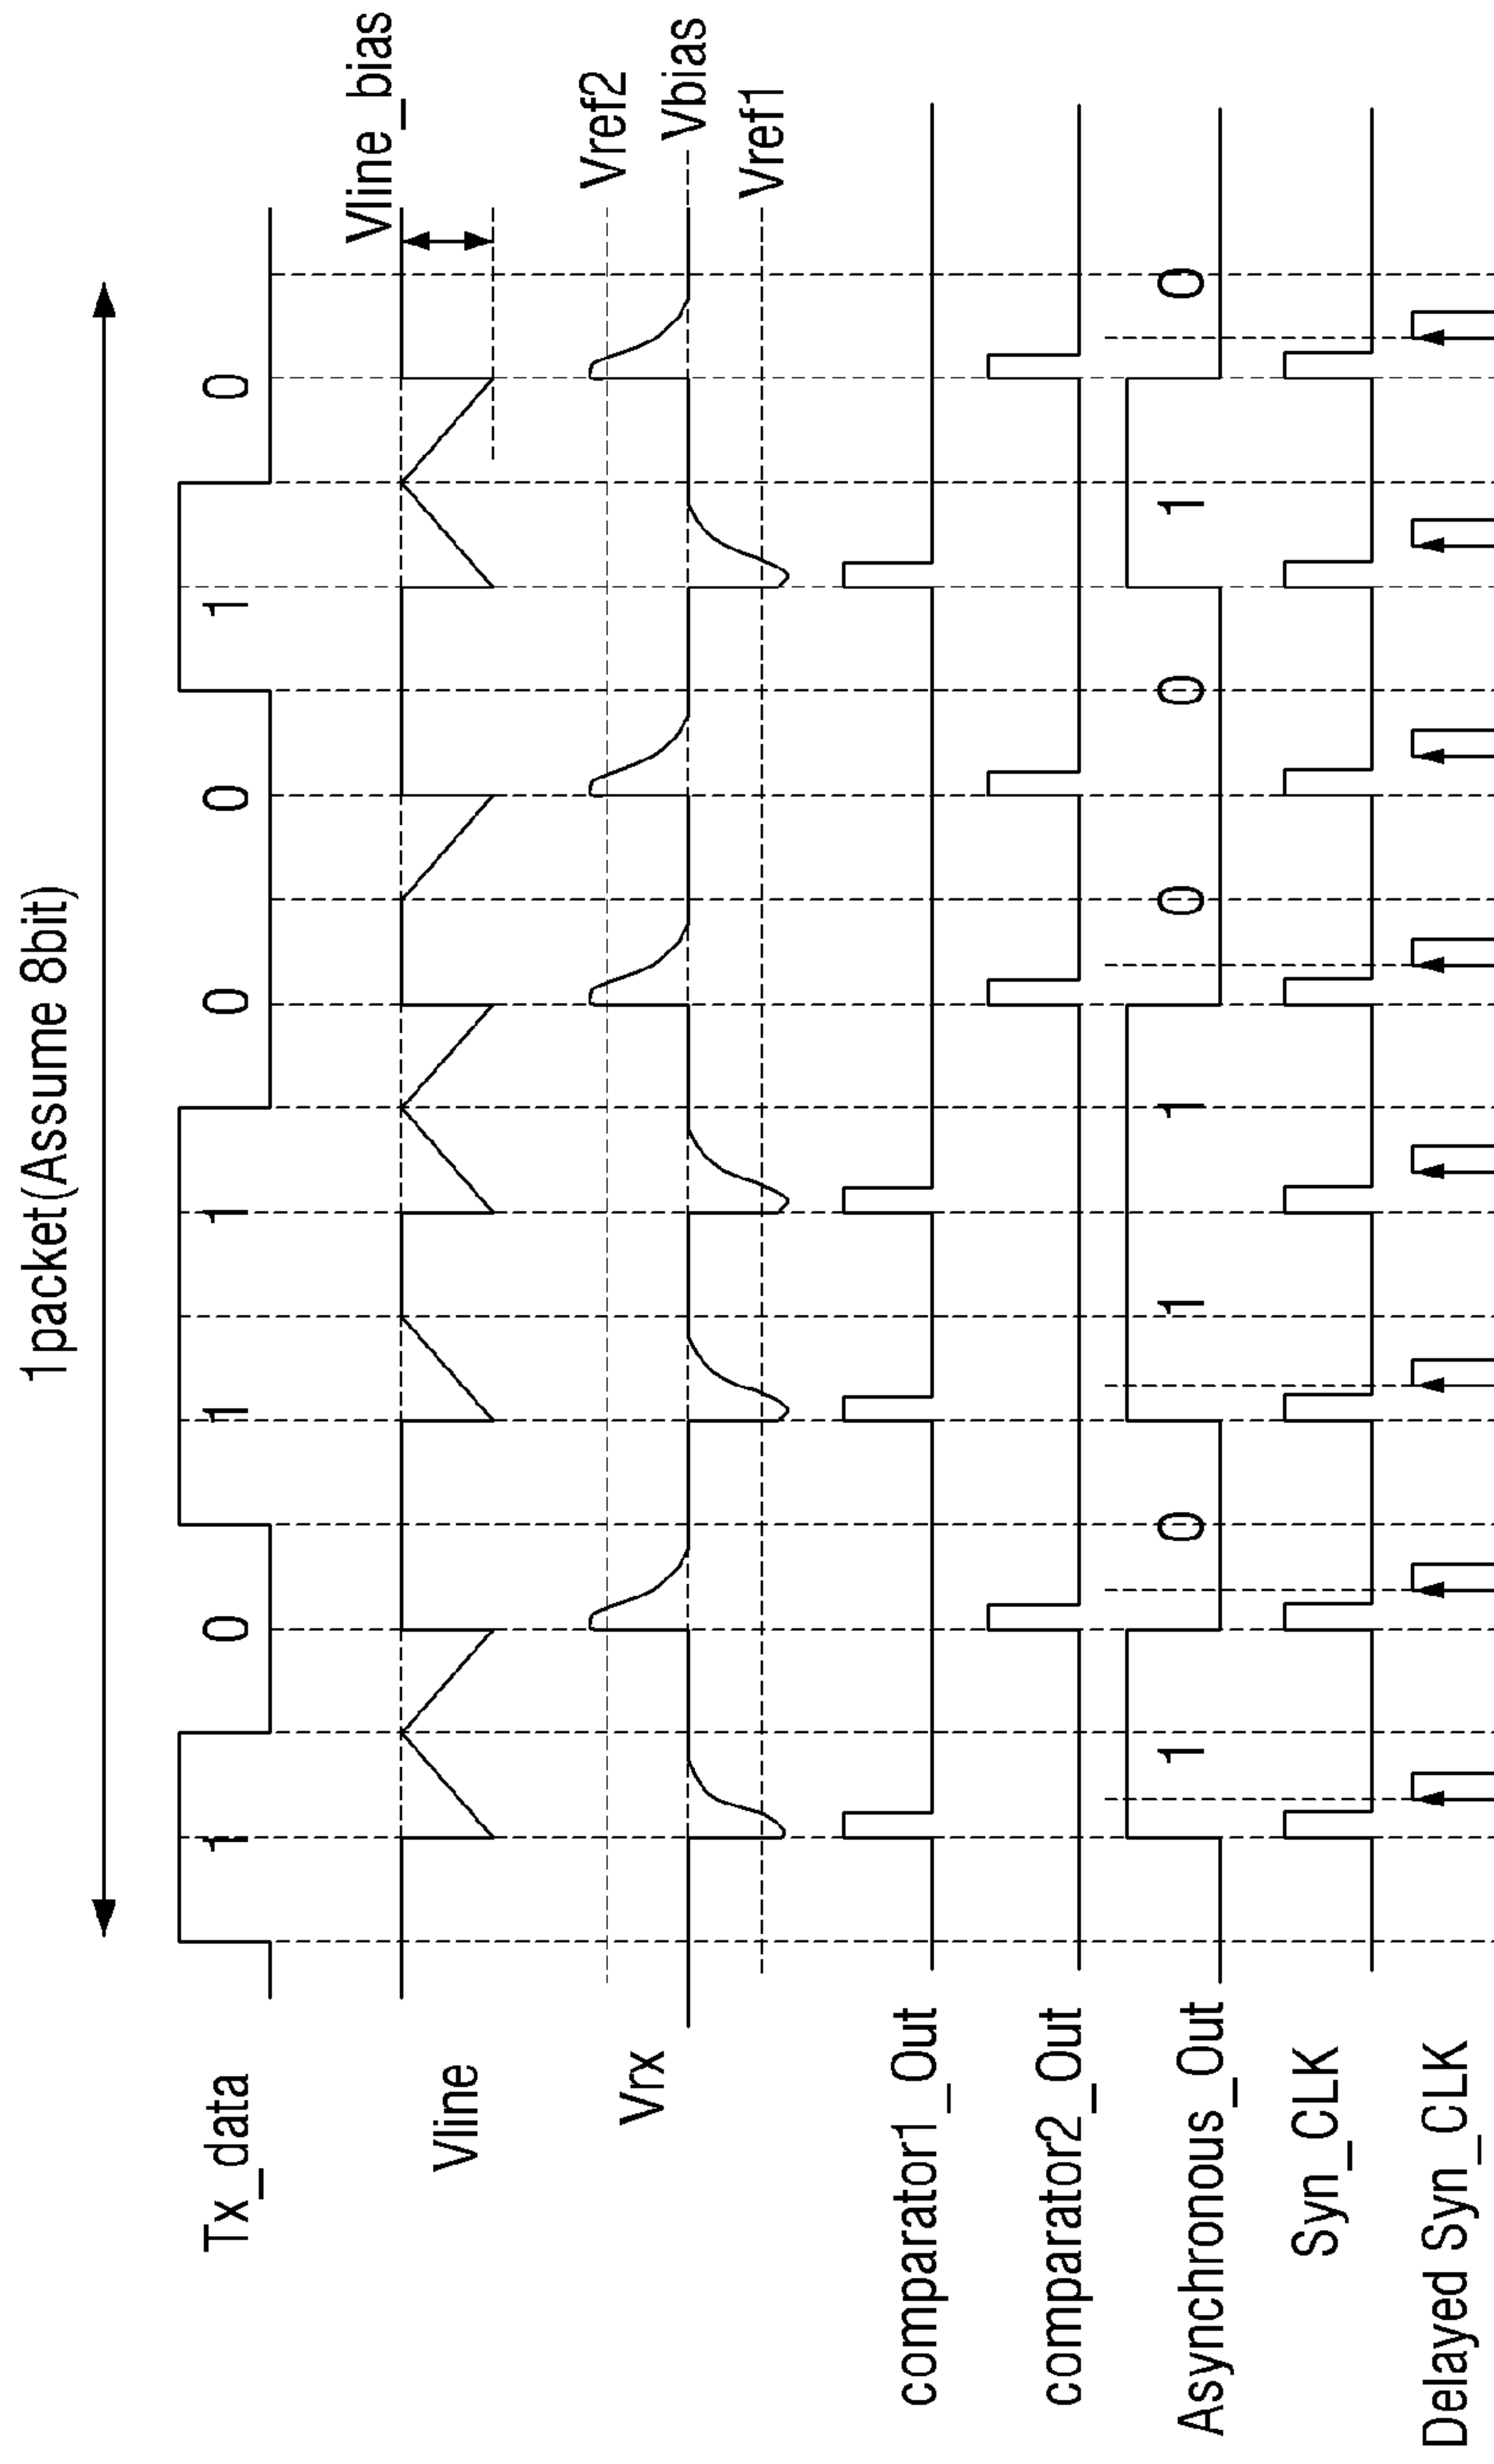 1packet(Assume 8bit)
Tx_data
1 0 1 1 0 0 1 0
Vline
Vline_bias
Vref2
Vrx
Vbias
Vref1
comparator1_Out
comparator2_Out
Asynchronous_Out
1 0 1 1 0 0 1 0
Syn_CLK
Delayed Syn_CLK